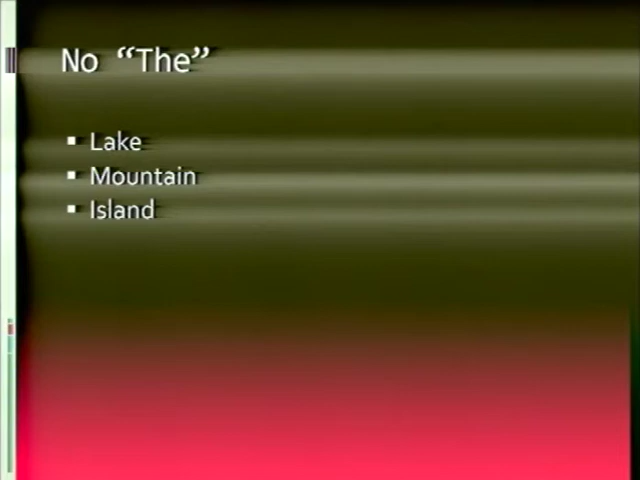 No “The”
▪ Lake
▪ Mountain
▪ Island